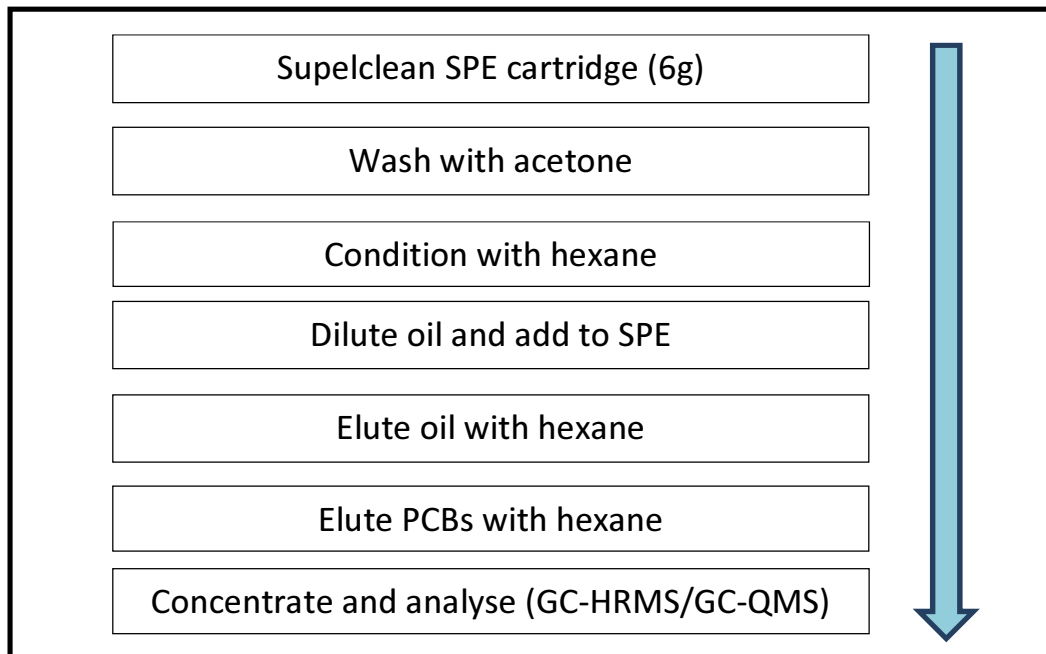 Supelclean SPE cartridge (6g)
Wash with acetone
Condition with hexane
Dilute oil and add to SPE
Elute oil with hexane
Elute PCBs with hexane
Concentrate and analyse (GC-HRMS/GC-QMS)